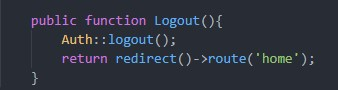 public function Logout(){
    Auth::logout();
    return redirect()->route('home');
}